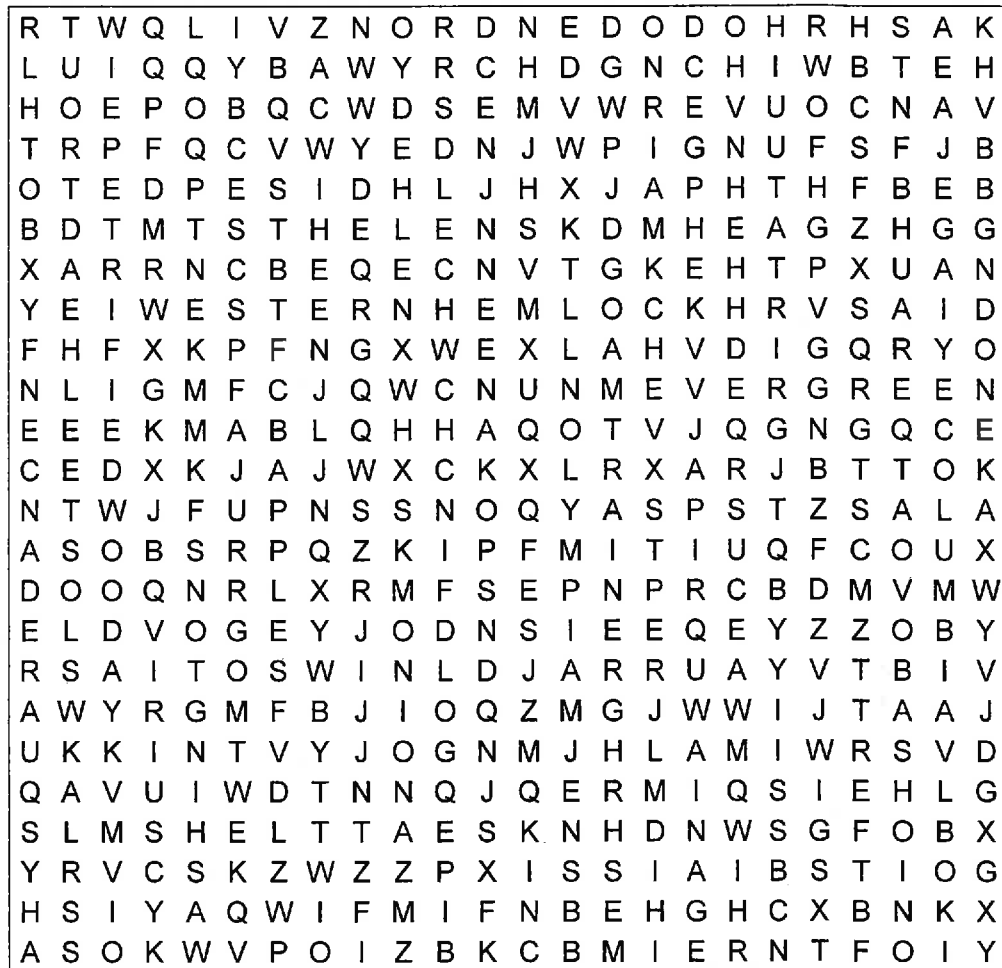 R T W Q L I V Z N O R D N E D O D O H R H S A K
L U I Q Q Y B A W Y R C H D G N C H I W B T E H
H O E P O B Q C W D S E M V W R E V U O C N A V
T R P F Q C V W Y E D N J W P I G N U F S F J B
O T E D P E S I D H L J H X J A P H T H F B E B
B D T M T S T H E L E N S K D M H E A G Z H G G
X A R R N C B E Q E C N V T G K E H T P X U A N
Y E I W E S T E R N H E M L O C K H R V S A I D
F H F X K P F N G X W E X L A H V D I G Q R Y O
N L I G M F C J Q W C N U N M E V E R G R E E N
E E E K M A B L Q H H A Q O T V J Q G N G Q C E
C E D X K J A J W X C K X L R X A R J B T T O K
N T W J F U P N S S N O Q Y A S P S T Z S A L A
A S O B S R P Q Z K I P F M I T I U Q F C O U X
D O O Q N R L X R M F S E P N P R C B D M V M W
E L D V O G E Y J O D N S I E E Q E Y Z Z O B Y
R S A I T O S W I N L D J A R R U A Y V T B I V
A W Y R G M F B J I O Q Z M G J W W I J T A A J
U K K I N T V Y J O G N M J H L A M I W R S V D
Q A V U I W D T N N Q J Q E R M I Q S I E H L G
S L M S H E L T T A E S K N H D N W S G F O B X
Y R V C S K Z W Z Z P X I S S I A I B S T I O G
H S I Y A Q W I F M I F N B E H G H C X B N K X
A S O K W V P O I Z B K C B M I E R N T F O I Y